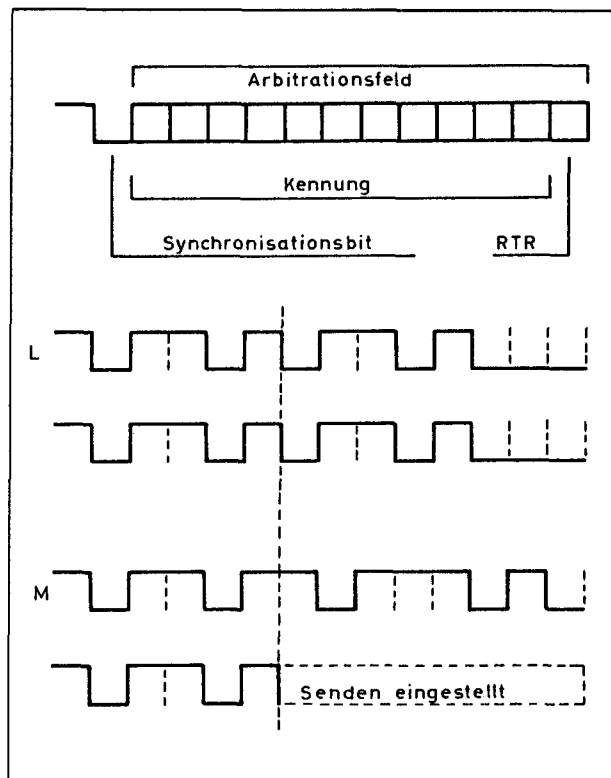 Arbitrationsfeld
Kennung
Synchronisationsbit RTR
L
M
Senden eingestellt